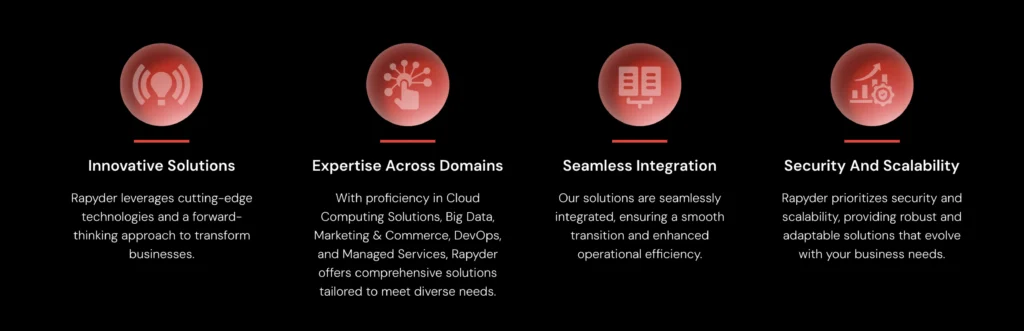 Innovative Solutions
Rapyder leverages cutting-edge
technologies and a forward-
thinking approach to transform
businesses.
Expertise Across Domains
With proficiency in Cloud
Computing Solutions, Big Data,
Marketing & Commerce, DevOps,
and Managed Services, Rapyder
offers comprehensive solutions
tailored to meet diverse needs.
Seamless Integration
Our solutions are seamlessly
integrated, ensuring a smooth
transition and enhanced
operational efficiency.
Security And Scalability
Rapyder prioritizes security and
scalability, providing robust and
adaptable solutions that evolve
with your business needs.